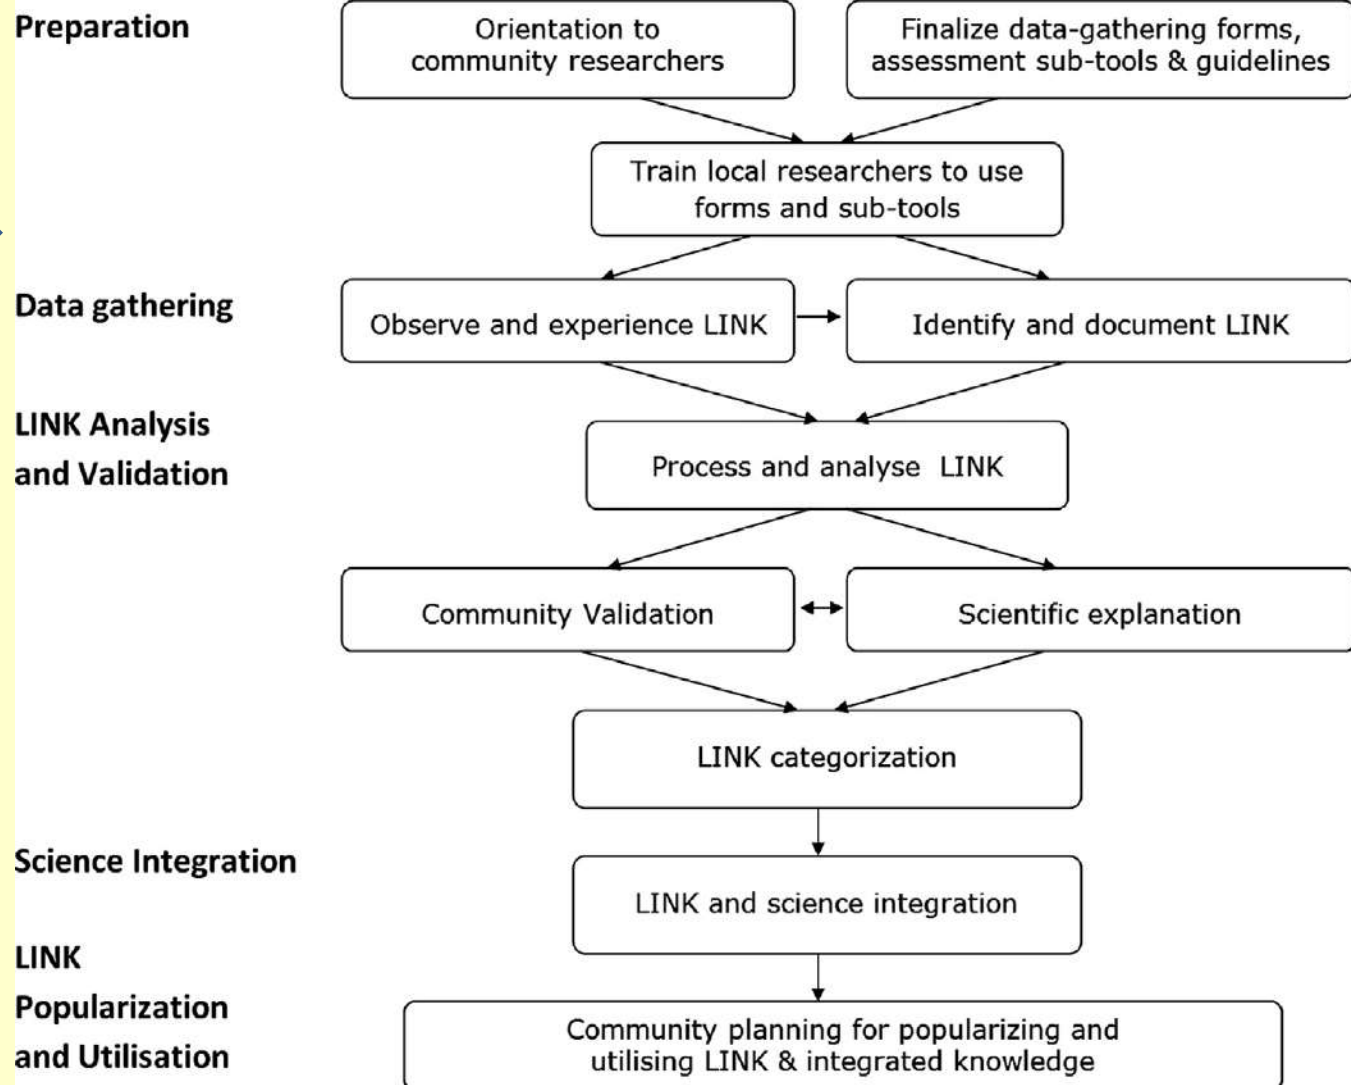 Preparation
Orientation to
community researchers
Finalize data-gathering forms,
assessment sub-tools & guidelines
Train local researchers to use
forms and sub-tools
Data gathering
Observe and experience LINK
Identify and document LINK
LINK Analysis
and Validation
Process and analyse LINK
Community Validation
Scientific explanation
LINK categorization
Science Integration
LINK and science integration
LINK
Popularization
and Utilisation
Community planning for popularizing and
utilising LINK & integrated knowledge